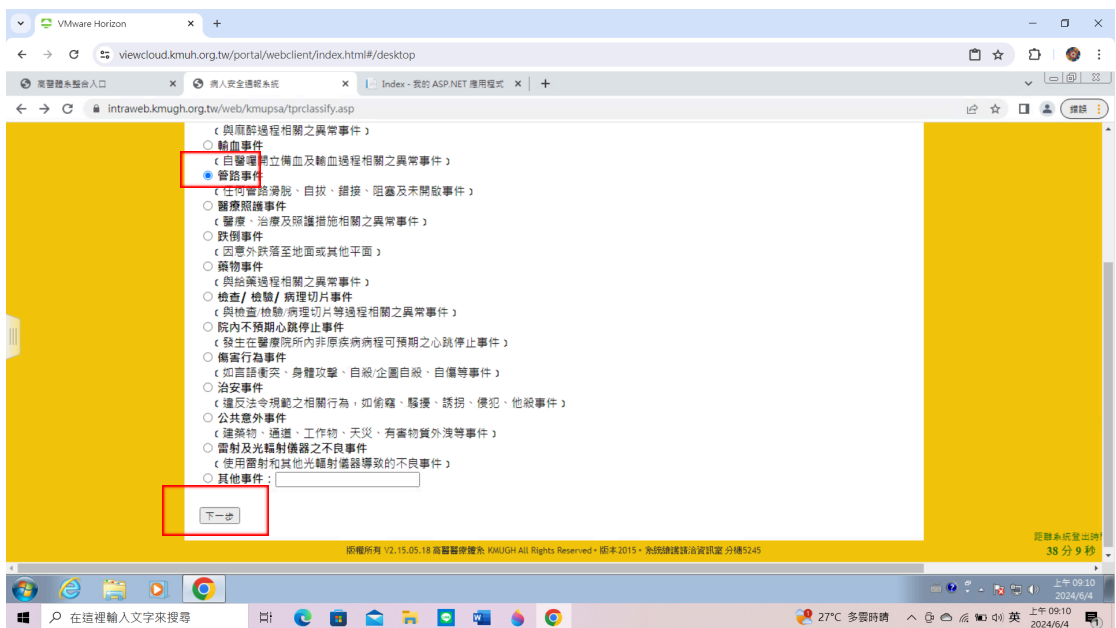 VMware Horizon
viewcloud.kmuh.org.tw/portal/webclient/index.html#/desktop
高醫體系整合入口
病人安全通報系統
Index - 我的 ASP.NET 應用程式
intraweb.kmugh.org.tw/web/kmupsa/tprclassify.asp
錯誤
(與麻醉過程相關之異常事件)
輸血事件
(自醫囑開立備血及輸血過程相關之異常事件)
管路事件
(任何管路滑脫、自拔、錯接、阻塞及未開啟事件)
醫療照護事件
(醫療、治療及照護措施相關之異常事件)
跌倒事件
(因意外跌落至地面或其他平面)
藥物事件
(與給藥過程相關之異常事件)
檢查/ 檢驗/ 病理切片事件
(與檢查/檢驗/病理切片等過程相關之異常事件)
院內不預期心跳停止事件
(發生在醫療院所內非原疾病病程可預期之心跳停止事件)
傷害行為事件
(如言語衝突、身體攻擊、自殺/企圖自殺、自傷等事件)
治安事件
(違反法令規範之相關行為，如偷竊、騷擾、誘拐、侵犯、他殺事件)
公共意外事件
(建築物、通道、工作物、天災、有害物質外洩等事件)
雷射及光輻射儀器之不良事件
(使用雷射和其他光輻射儀器導致的不良事件)
其他事件：
下一步
版權所有 V2.15.05.18 高醫醫療體系 KMUGH All Rights Reserved，版本2015，系統維護請洽資訊室 分機5245
距離系統登出時
38 分 9 秒
上午 09:10
2024/6/4
在這裡輸入文字來搜尋
27°C 多雲時晴
英
上午 09:10
2024/6/4